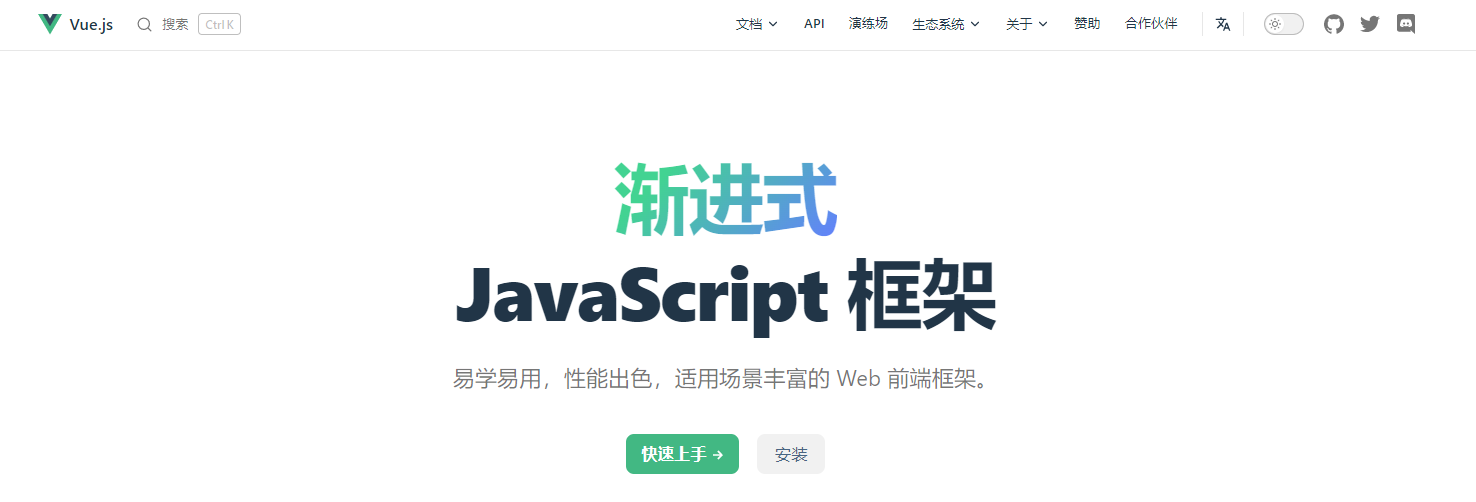 Vue.js 搜索 Ctrl K 文档 API 演练场 生态系统 关于 赞助 合作伙伴
渐进式
JavaScript 框架
易学易用，性能出色，适用场景丰富的 Web 前端框架。
快速上手 → 安装